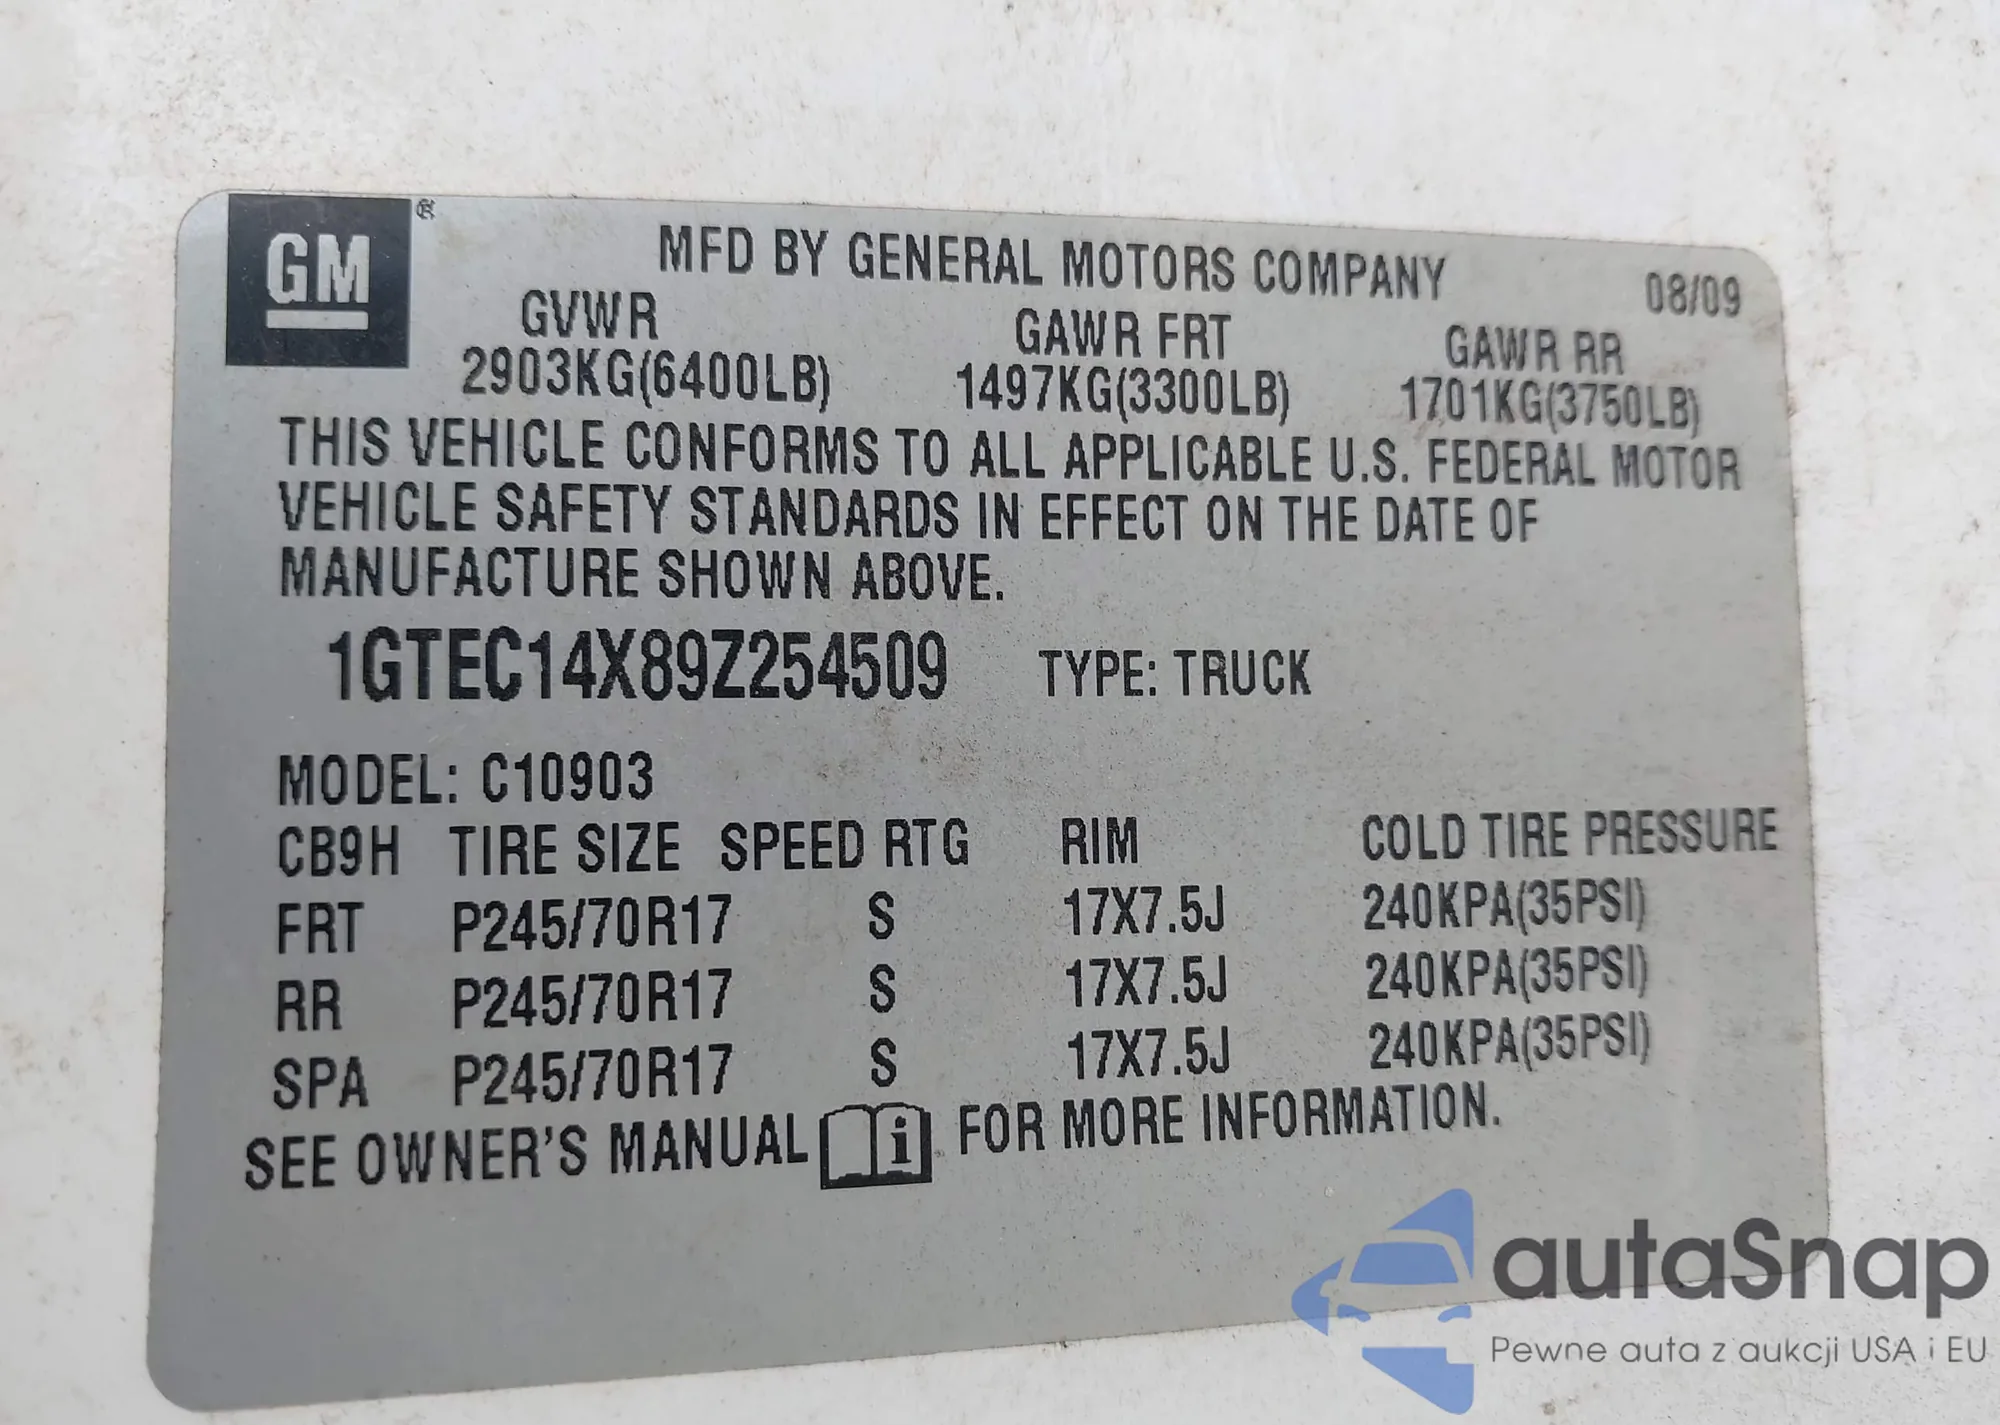 GM®
MFD BY GENERAL MOTORS COMPANY 08/09
GVWR GAWR FRT GAWR RR
2903KG(6400LB) 1497KG(3300LB) 1701KG(3750LB)
THIS VEHICLE CONFORMS TO ALL APPLICABLE U.S. FEDERAL MOTOR
VEHICLE SAFETY STANDARDS IN EFFECT ON THE DATE OF
MANUFACTURE SHOWN ABOVE.
1GTEC14X89Z254509 TYPE: TRUCK
MODEL: C10903
CB9H TIRE SIZE SPEED RTG RIM COLD TIRE PRESSURE
FRT P245/70R17 S 17X7.5J 240KPA(35PSI)
RR P245/70R17 S 17X7.5J 240KPA(35PSI)
SPA P245/70R17 S 17X7.5J 240KPA(35PSI)
SEE OWNER'S MANUAL i FOR MORE INFORMATION.
autaSnap
Pewne auta z aukcji USA i EU